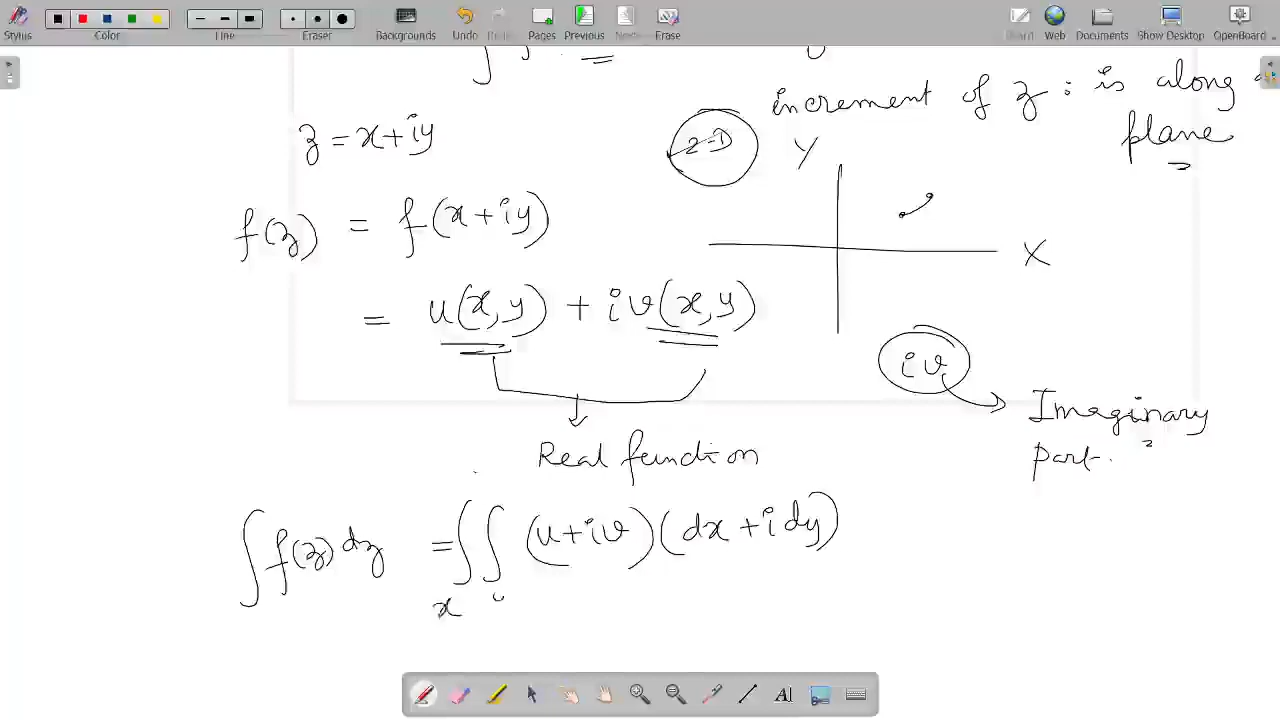 Stylus Color Line Eraser Backgrounds Undo Redo Pages Previous Next Erase Board Web Documents Show Desktop OpenBoard
increment of z : is along
plane
z = x+iy
2-D
Y
f(z) = f(x+iy)
X
= u(x,y) + iv(x,y)
iv
Imaginary
part.
Real function
∫ f(z) dz = ∫ ∫ (u+iv)(dx+idy)
x